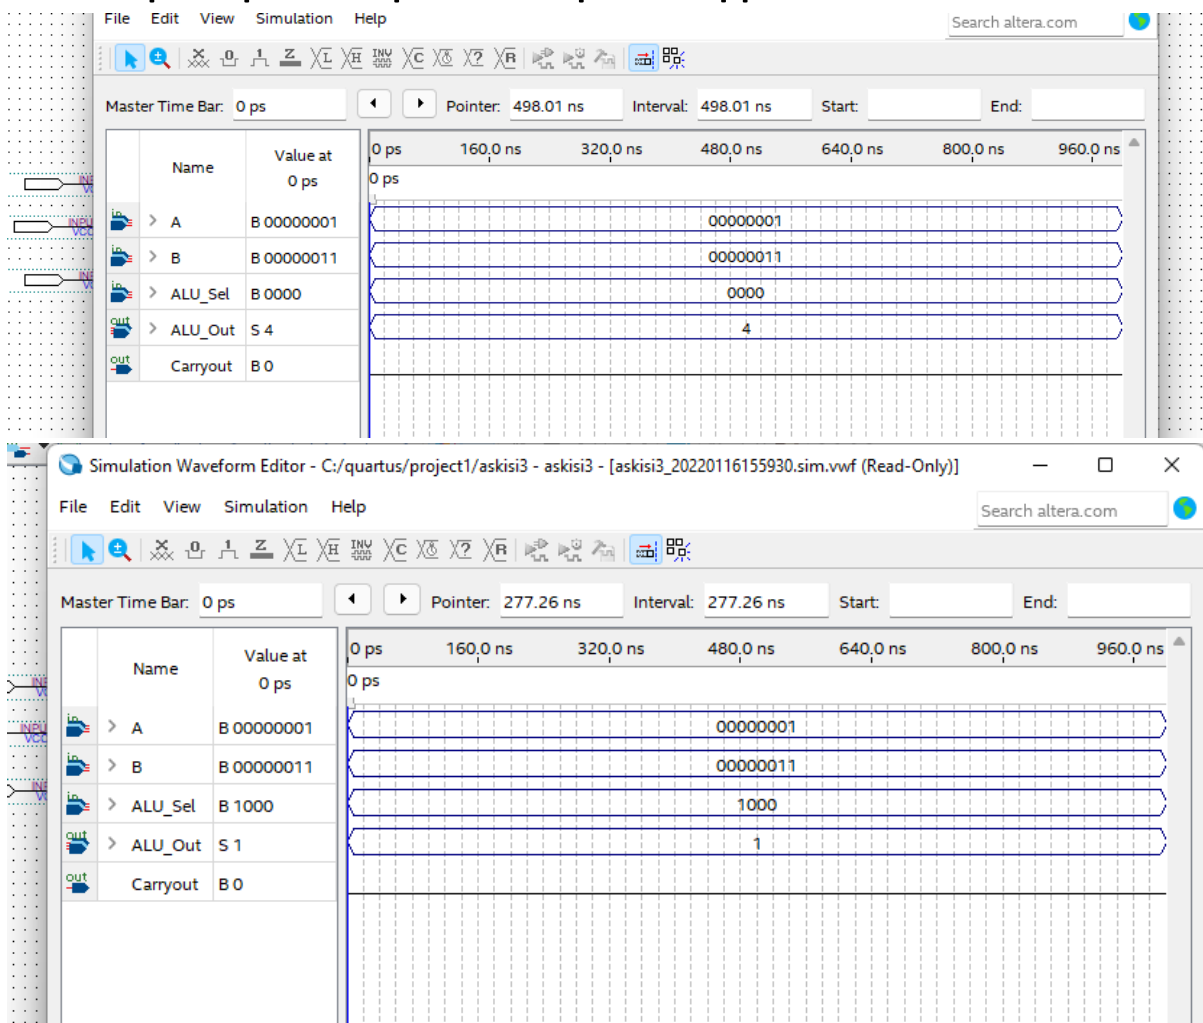 File Edit View Simulation Help
Search altera.com
Master Time Bar: 0 ps Pointer: 498.01 ns Interval: 498.01 ns Start: End:
Name Value at 0 ps
0 ps 160.0 ns 320.0 ns 480.0 ns 640.0 ns 800.0 ns 960.0 ns
0 ps
A B 00000001 00000001
B B 00000011 00000011
ALU_Sel B 0000 0000
ALU_Out S 4 4
Carryout B 0
Simulation Waveform Editor - C:/quartus/project1/askisi3 - askisi3 - [askisi3_20220116155930.sim.vwf (Read-Only)]
File Edit View Simulation Help
Search altera.com
Master Time Bar: 0 ps Pointer: 277.26 ns Interval: 277.26 ns Start: End:
Name Value at 0 ps
0 ps 160.0 ns 320.0 ns 480.0 ns 640.0 ns 800.0 ns 960.0 ns
0 ps
A B 00000001 00000001
B B 00000011 00000011
ALU_Sel B 1000 1000
ALU_Out S 1 1
Carryout B 0